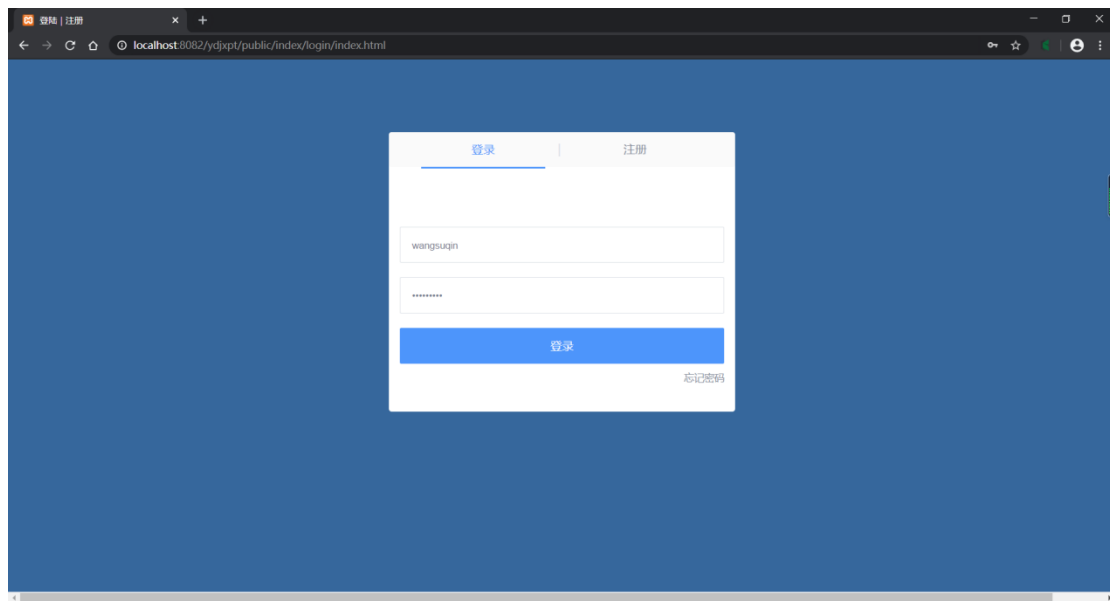 登陆 | 注册
localhost:8082/ydjxpt/public/index/login/index.html
登录 | 注册
wangsuqin
•••••••••
登录
忘记密码